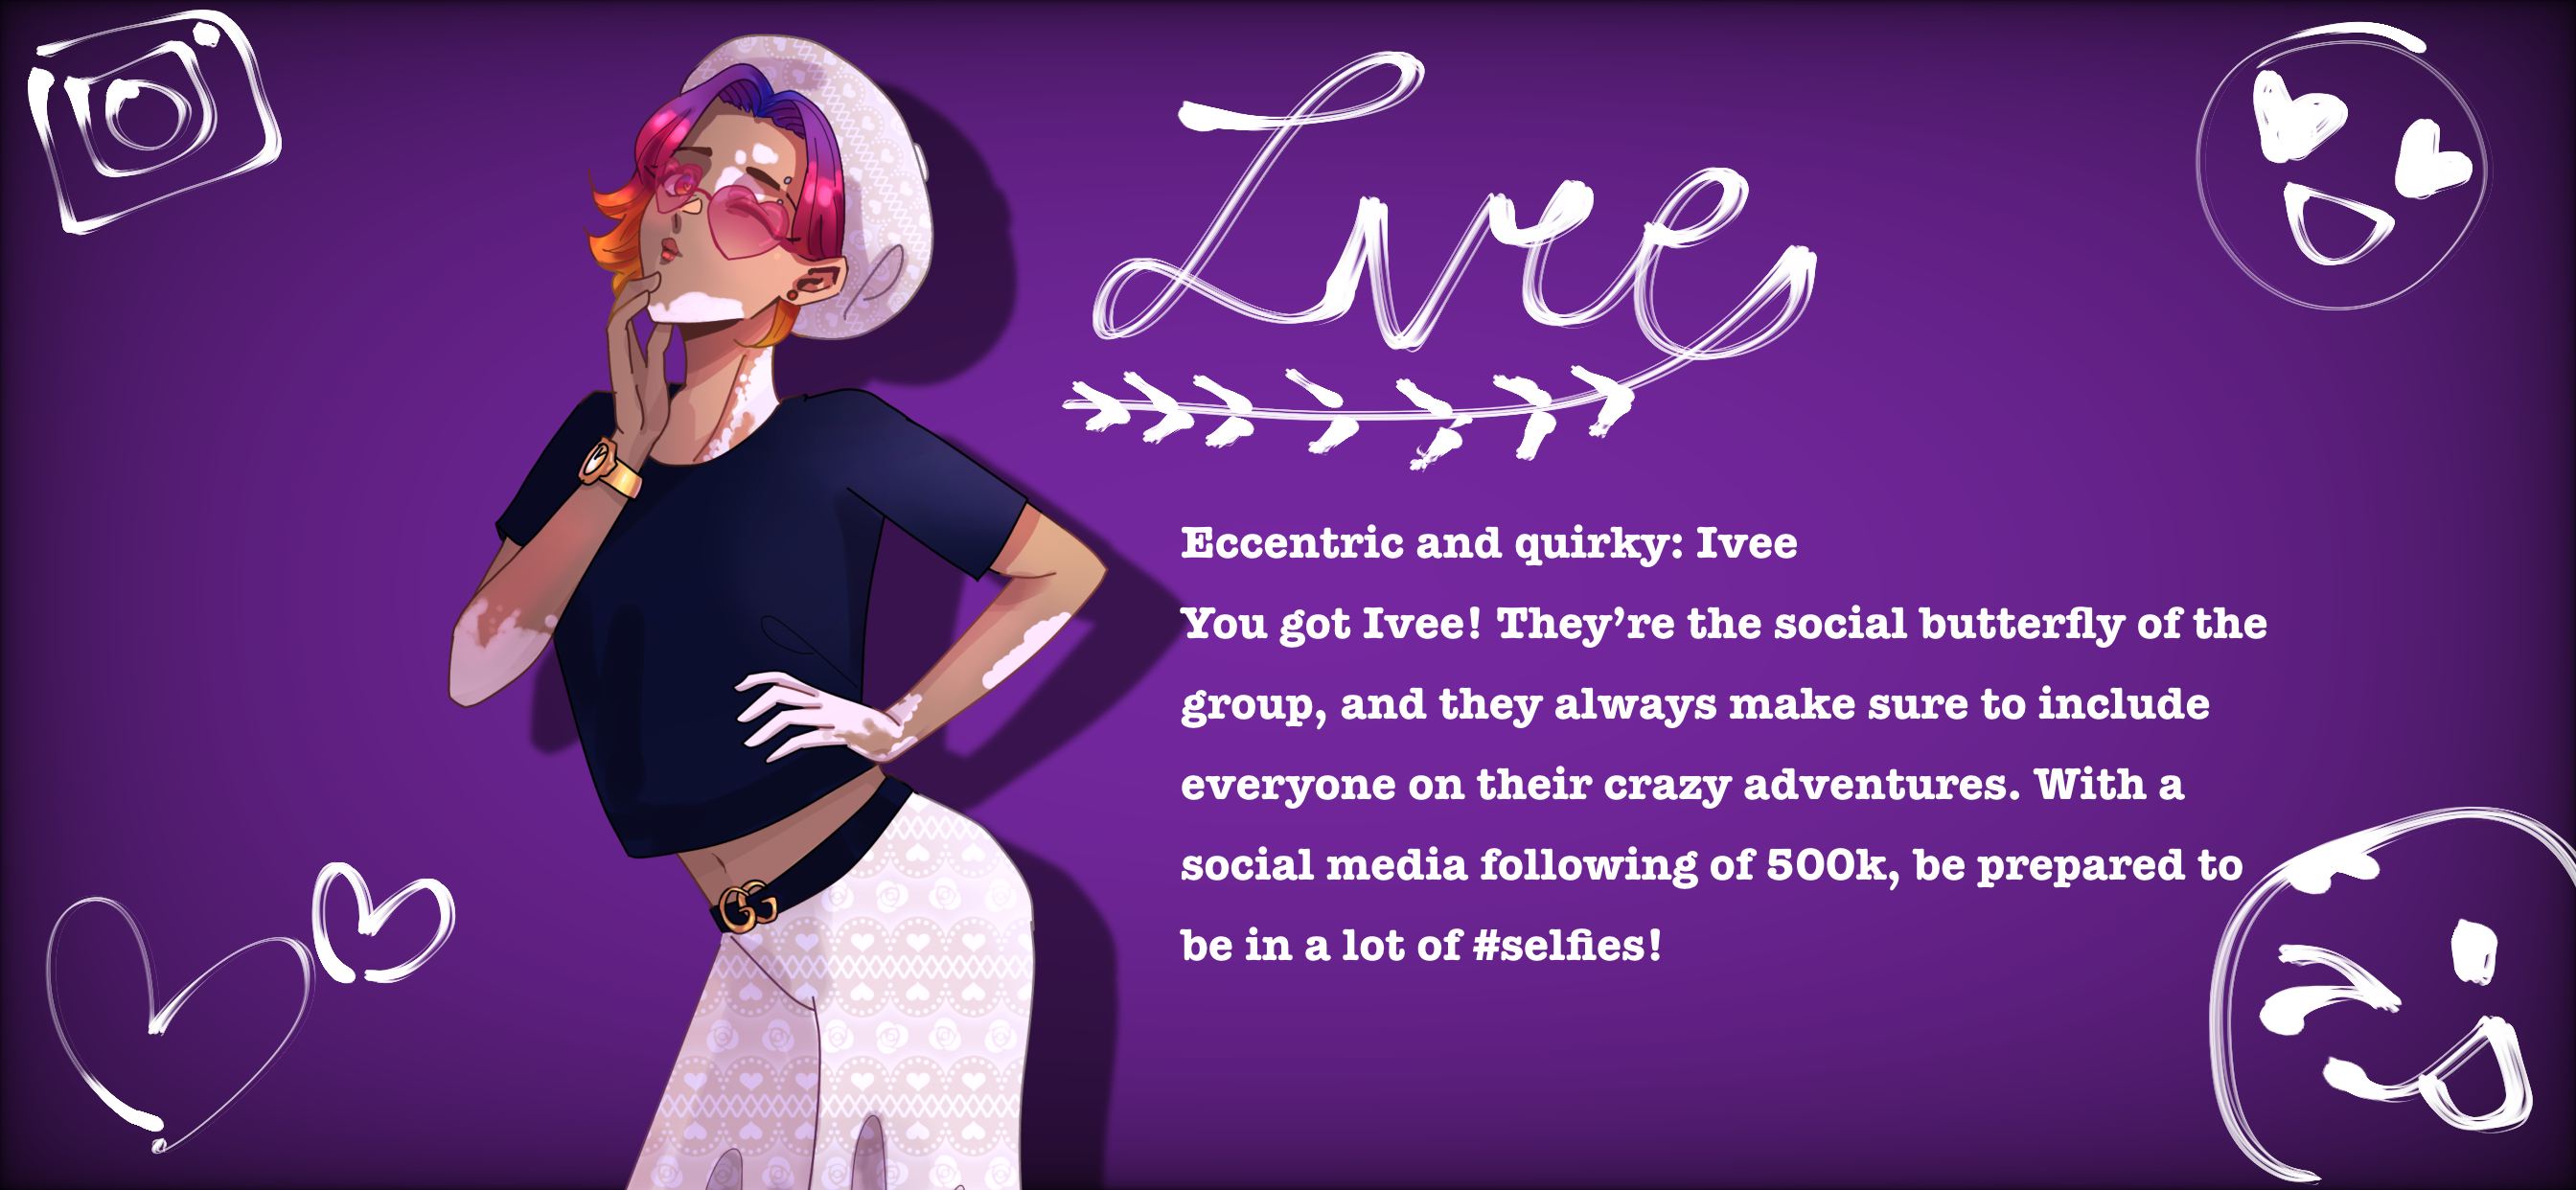 Ivee
Eccentric and quirky: Ivee
You got Ivee! They’re the social butterfly of the
group, and they always make sure to include
everyone on their crazy adventures. With a
social media following of 500k, be prepared to
be in a lot of #selfies!
GG